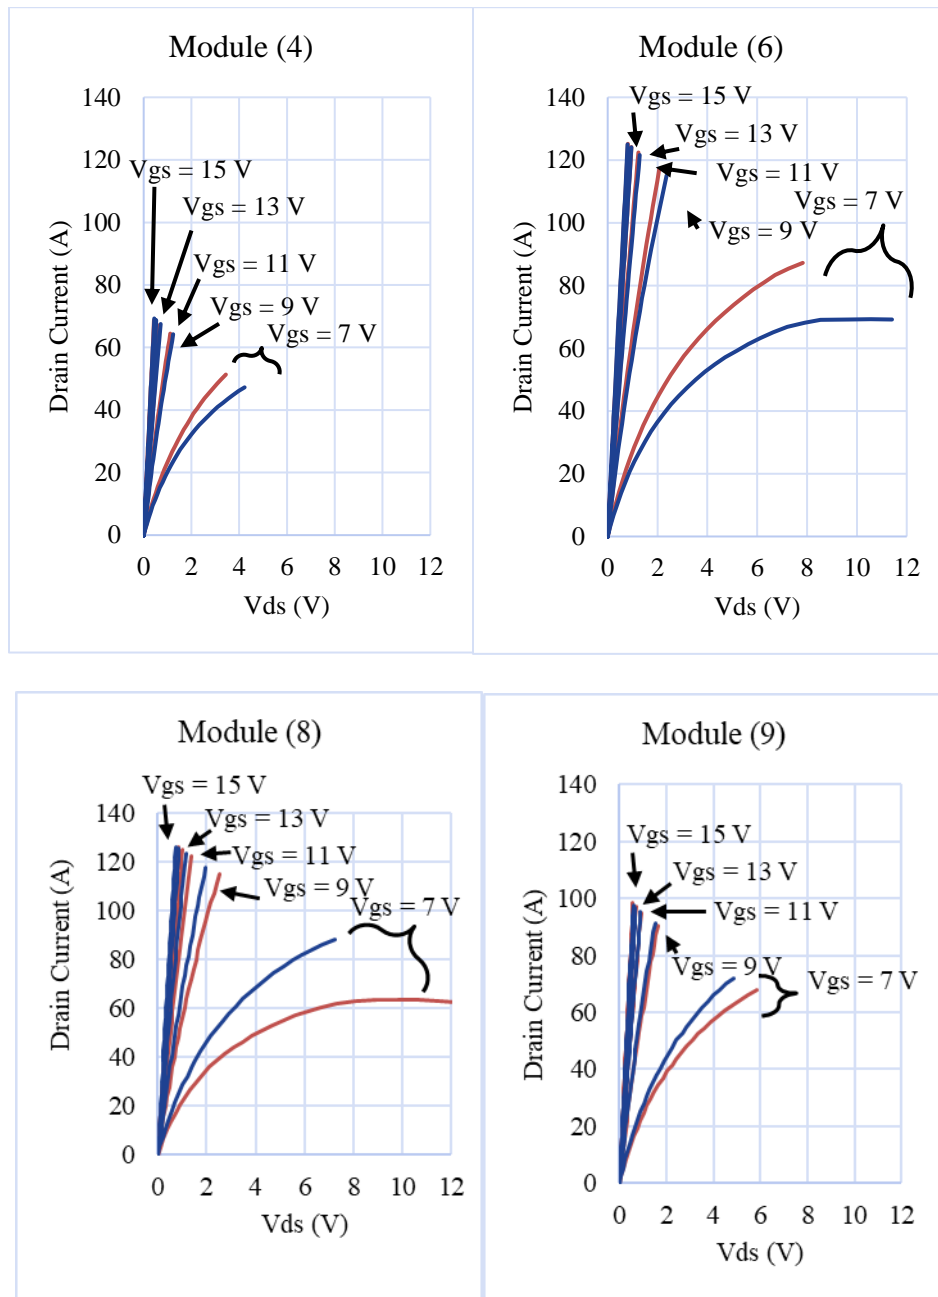 Module (4)
140
120
100
80
60
40
20
0
Drain Current (A)
Vgs = 15 V
Vgs = 13 V
Vgs = 11 V
Vgs = 9 V
Vgs = 7 V
0 2 4 6 8 10 12
Vds (V)
Module (6)
140
120
100
80
60
40
20
0
Drain Current (A)
Vgs = 15 V
Vgs = 13 V
Vgs = 11 V
Vgs = 7 V
Vgs = 9 V
0 2 4 6 8 10 12
Vds (V)
Module (8)
Vgs = 15 V
140
120
100
80
60
40
20
0
Drain Current (A)
Vgs = 13 V
Vgs = 11 V
Vgs = 9 V
Vgs = 7 V
0 2 4 6 8 10 12
Vds (V)
Module (9)
140
120
100
80
60
40
20
0
Drain Current (A)
Vgs = 15 V
Vgs = 13 V
Vgs = 11 V
Vgs = 9 V
Vgs = 7 V
0 2 4 6 8 10 12
Vds (V)